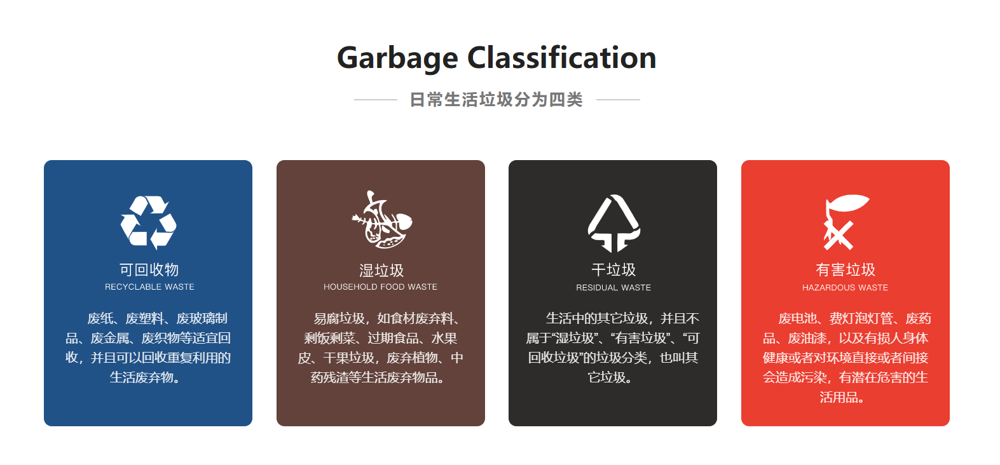 Garbage Classification
日常生活垃圾分为四类
可回收物
RECYCLABLE WASTE
废纸、废塑料、废玻璃制
品、废金属、废织物等适宜回
收，并且可以回收重复利用的
生活废弃物。
湿垃圾
HOUSEHOLD FOOD WASTE
易腐垃圾，如食材废弃料、
剩饭剩菜、过期食品、水果
皮、干果垃圾，废弃植物、中
药残渣等生活废弃物品。
干垃圾
RESIDUAL WASTE
生活中的其它垃圾，并且不
属于“湿垃圾”、“有害垃圾”、“可
回收垃圾”的垃圾分类，也叫其
它垃圾。
有害垃圾
HAZARDOUS WASTE
废电池、费灯泡灯管、废药
品、废油漆，以及有损人身体
健康或者对环境直接或者间接
会造成污染，有潜在危害的生
活用品。